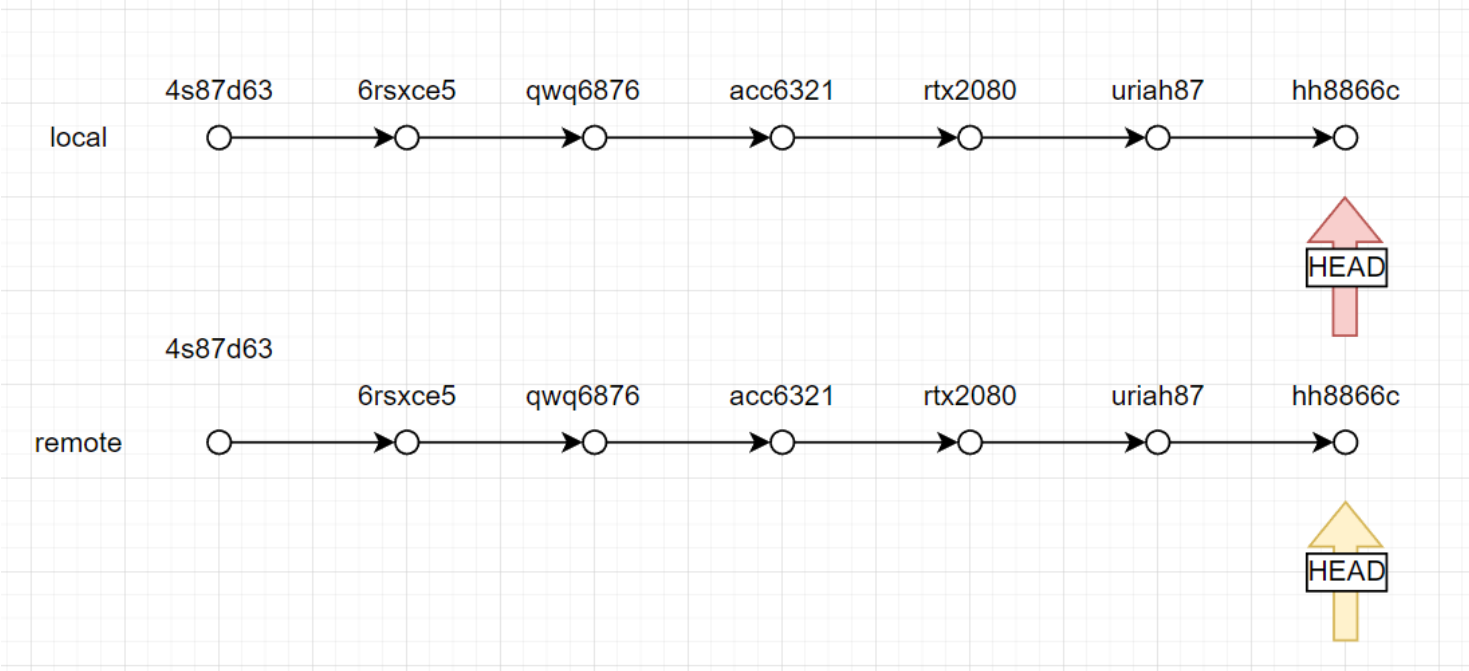 4s87d63 6rsxce5 qwq6876 acc6321 rtx2080 uriah87 hh8866c
local
HEAD
4s87d63
6rsxce5 qwq6876 acc6321 rtx2080 uriah87 hh8866c
remote
HEAD